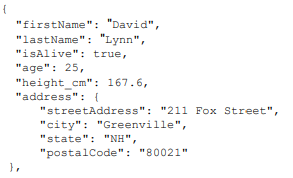 {
"firstName": "David",
"lastName": "Lynn",
"isAlive": true,
"age": 25,
"height_cm": 167.6,
"address": {
"streetAddress": "211 Fox Street",
"city": "Greenville",
"state": "NH",
"postalCode": "80021"
},